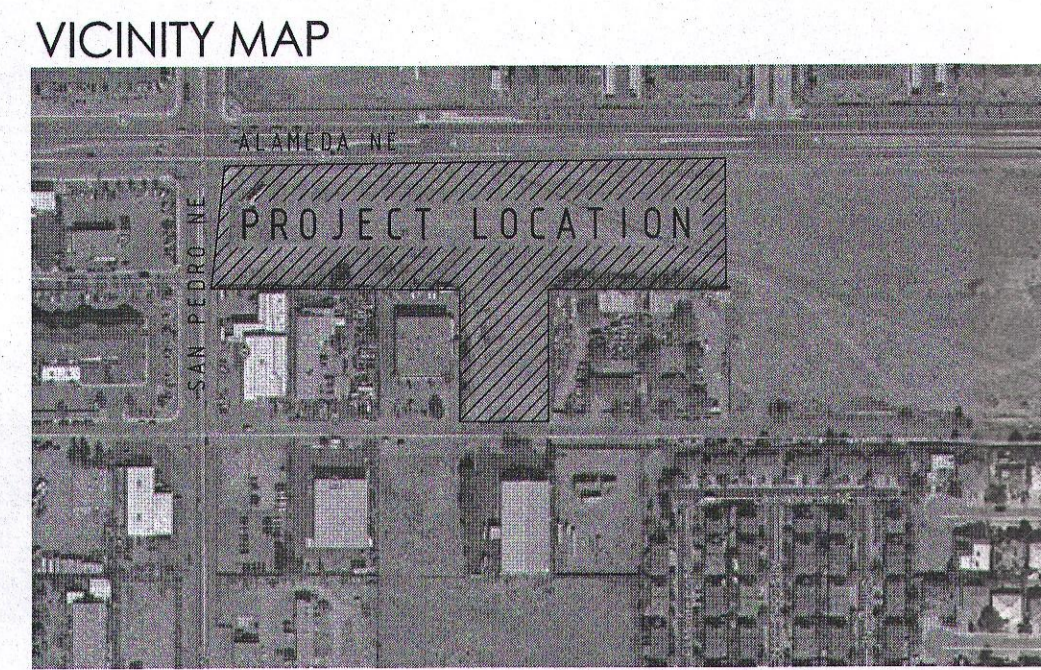 VICINITY MAP
ALAMEDA NE
PROJECT LOCATION
SAN PEDRO NE